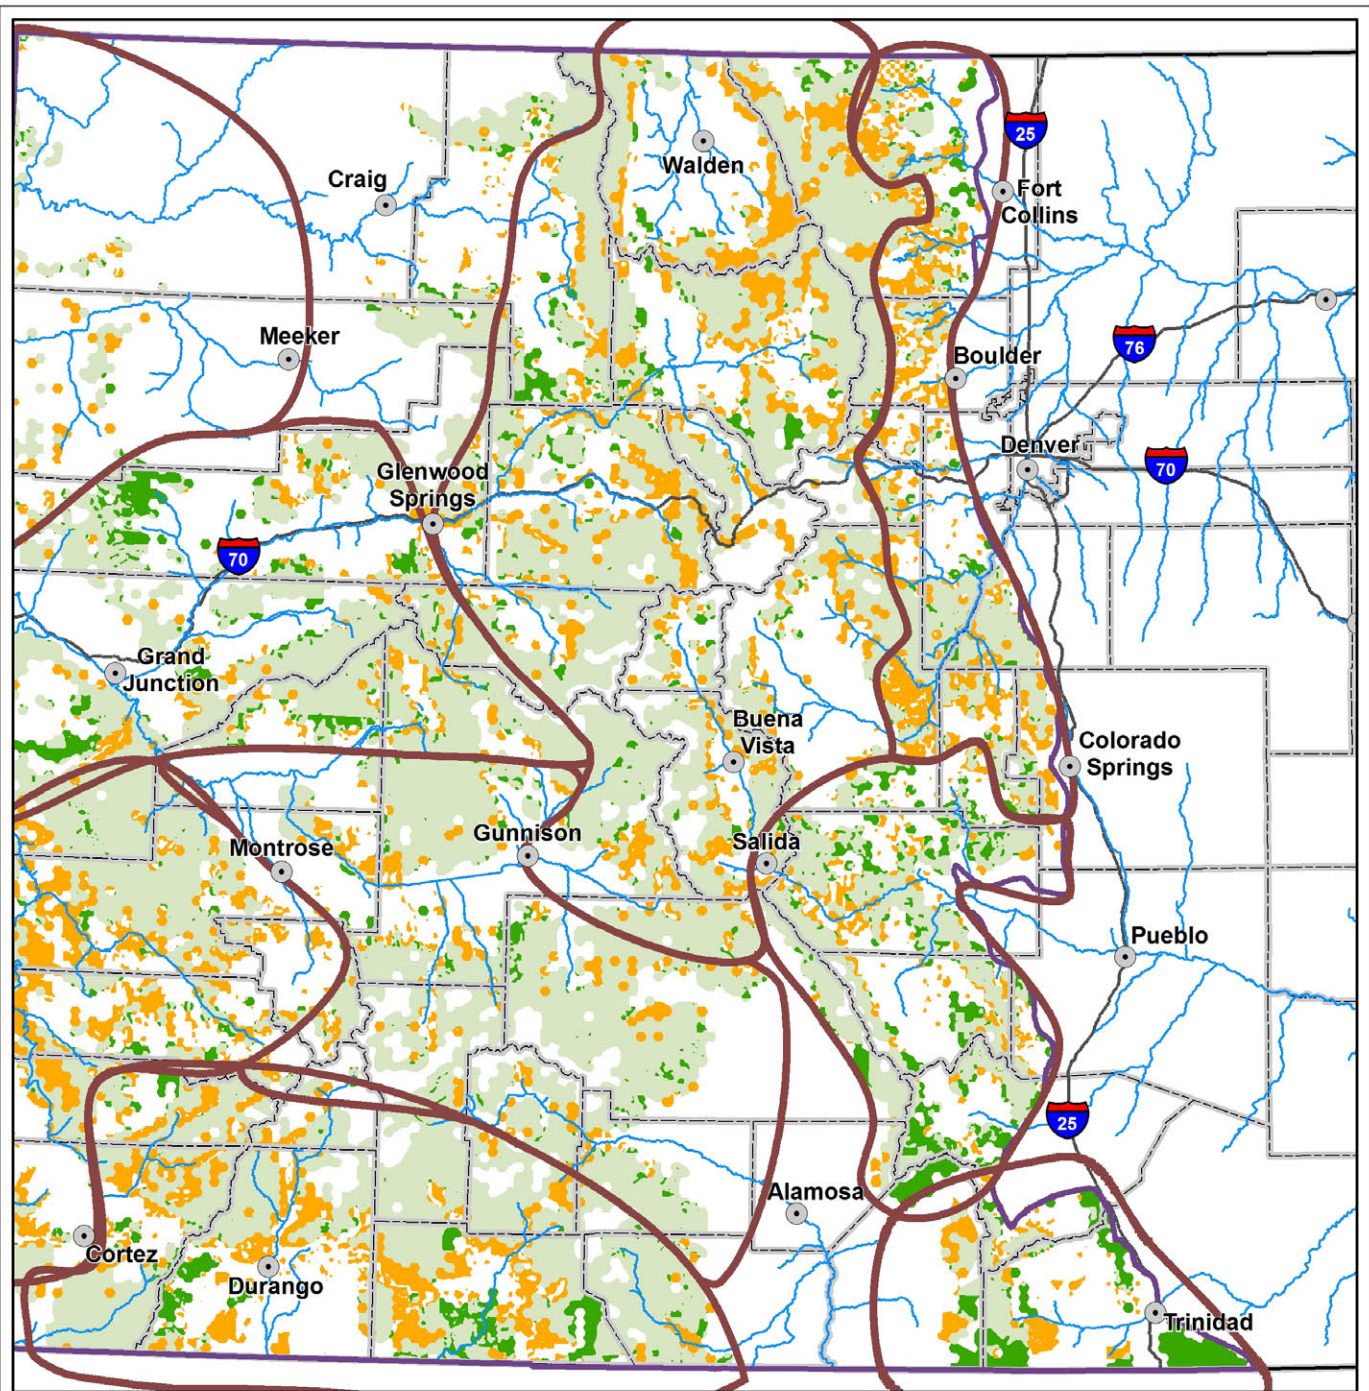 25
Walden
Craig
Fort
Collins
Meeker
76
Boulder
Denver
Glenwood
Springs
70
70
Grand
Junction
Buena
Vista
Colorado
Springs
Gunnison
Salida
Montrose
Pueblo
25
Alamosa
Cortez
Durango
Trinidad